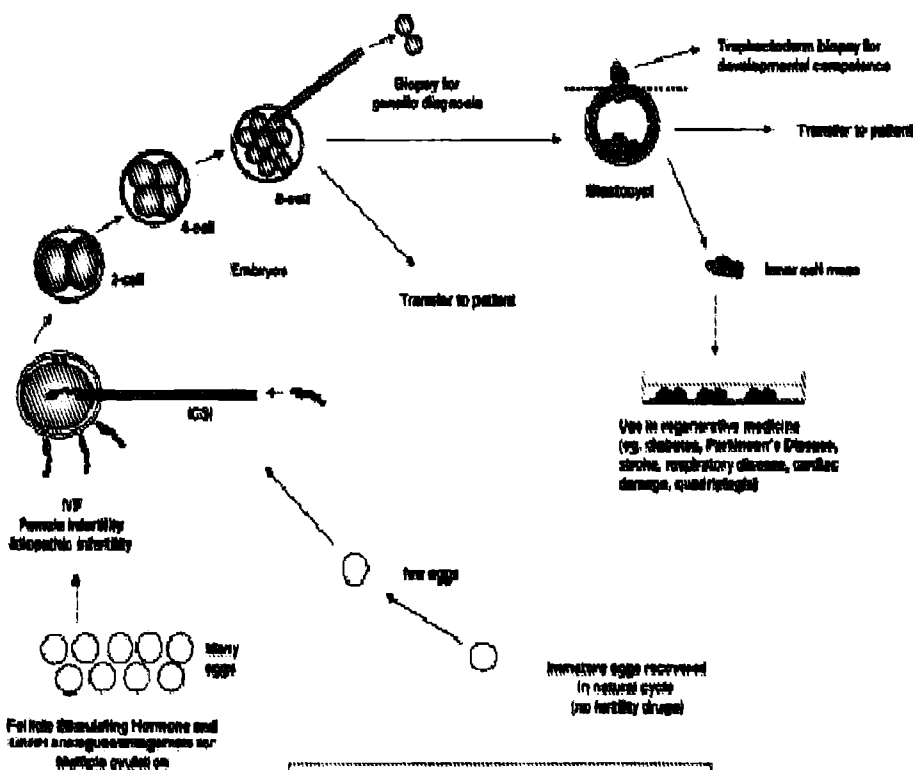 Biopsy for
genetic diagnosis
Trophectoderm biopsy for
developmental competence
Transfer to patient
8-cell
Blastocyst
4-cell
2-cell
Embryos
Inner cell mass
Transfer to patient
ICSI
Use in regenerative medicine
(eg. diabetes, Parkinson's Disease,
stroke, respiratory disease, cardiac
damage, quadriplegia)
IVF
Female infertility
Idiopathic infertility
few eggs
Many
eggs
Immature eggs recovered
in natural cycle
(no fertility drugs)
Follicle Stimulating Hormone and
multiple ovulation